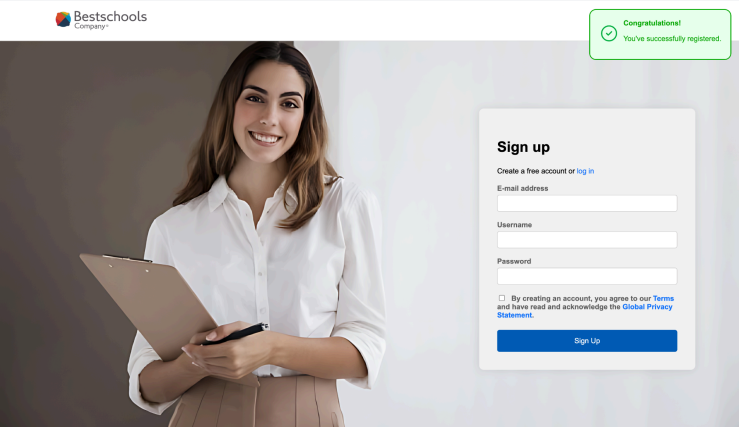 Bestschools
Company
Congratulations!
You've successfully registered.
Sign up
Create a free account or log in
E-mail address
Username
Password
By creating an account, you agree to our Terms
and have read and acknowledge the Global Privacy
Statement.
Sign Up